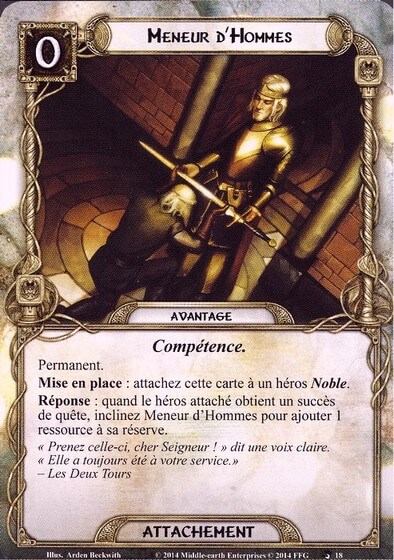 0
MENEUR D'HOMMES
AVANTAGE
Compétence.
Permanent.
Mise en place : attachez cette carte à un héros Noble.
Réponse : quand le héros attaché obtient un succès
de quête, inclinez Meneur d'Hommes pour ajouter 1
ressource à sa réserve.
« Prenez celle-ci, cher Seigneur ! » dit une voix claire.
« Elle a toujours été à votre service.»
– Les Deux Tours
ATTACHEMENT
Illus. Arden Beckwith © 2014 Middle-earth Enterprises © 2014 FFG 18